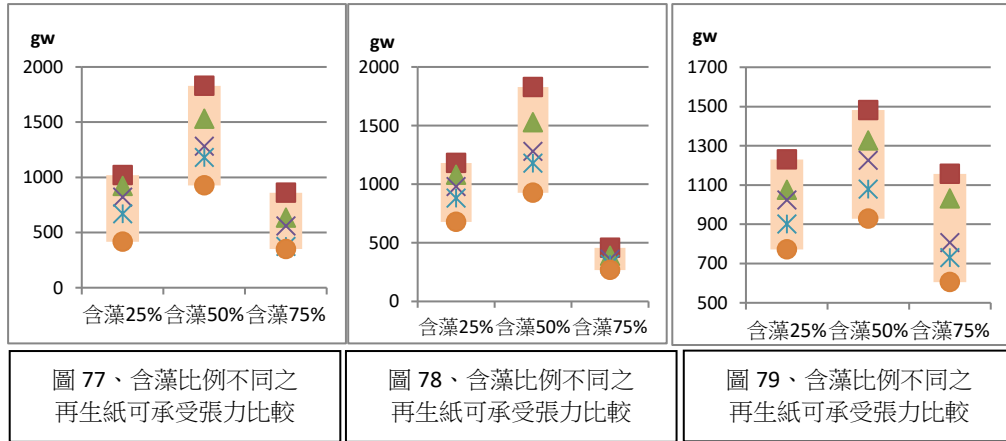 gw
2000
1500
1000
500
0
含藻25% 含藻50% 含藻75%
圖 77、含藻比例不同之
再生紙可承受張力比較
gw
2000
1500
1000
500
0
含藻25% 含藻50% 含藻75%
圖 78、含藻比例不同之
再生紙可承受張力比較
gw
1700
1500
1300
1100
900
700
500
含藻25% 含藻50% 含藻75%
圖 79、含藻比例不同之
再生紙可承受張力比較